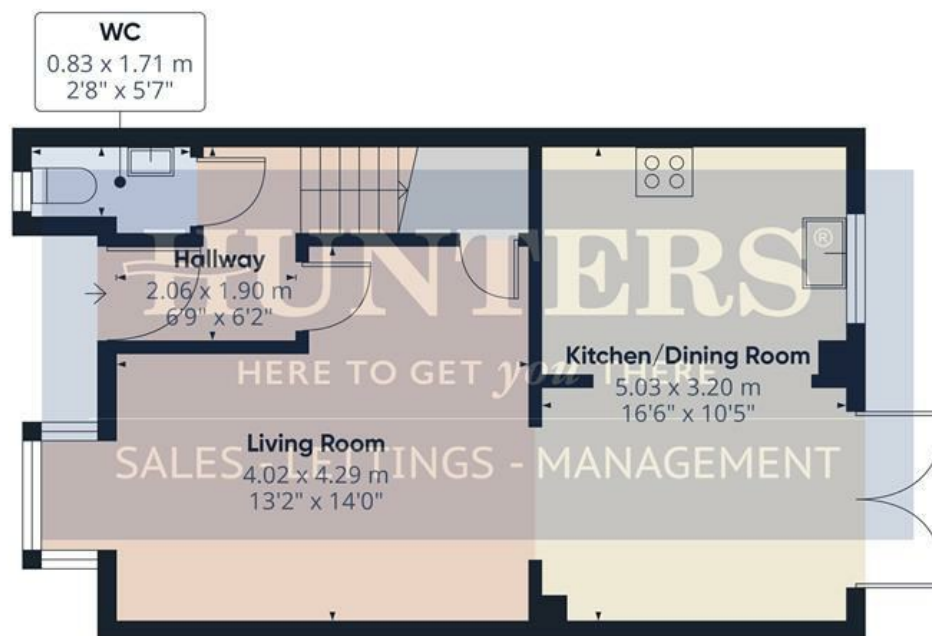 WC
0.83 x 1.71 m
2'8" x 5'7"
HUNTERS®
Hallway
2.06 x 1.90 m
6'9" x 6'2"
HERE TO GET you THERE
Kitchen/Dining Room
5.03 x 3.20 m
16'6" x 10'5"
Living Room
4.02 x 4.29 m
13'2" x 14'0"
SALES - LETTINGS - MANAGEMENT